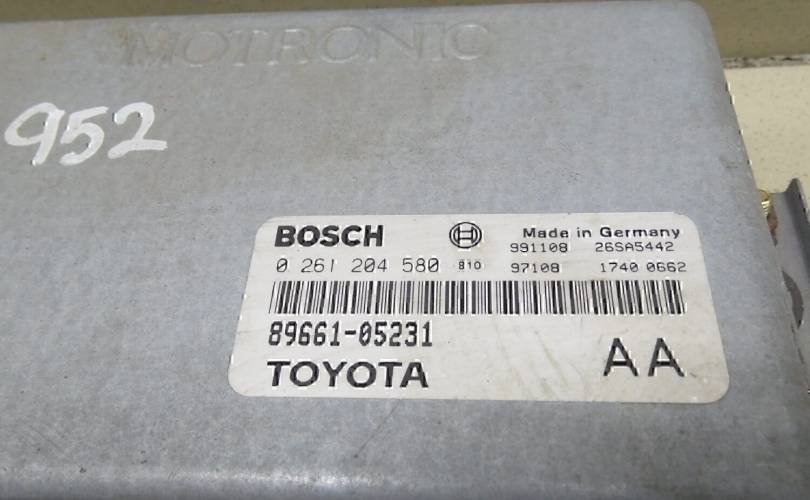 MOTRONIC
952
BOSCH
Made in Germany
991108 26SA5442
0 261 204 580 810 97108 1740 0662
89661-05231
TOYOTA
AA